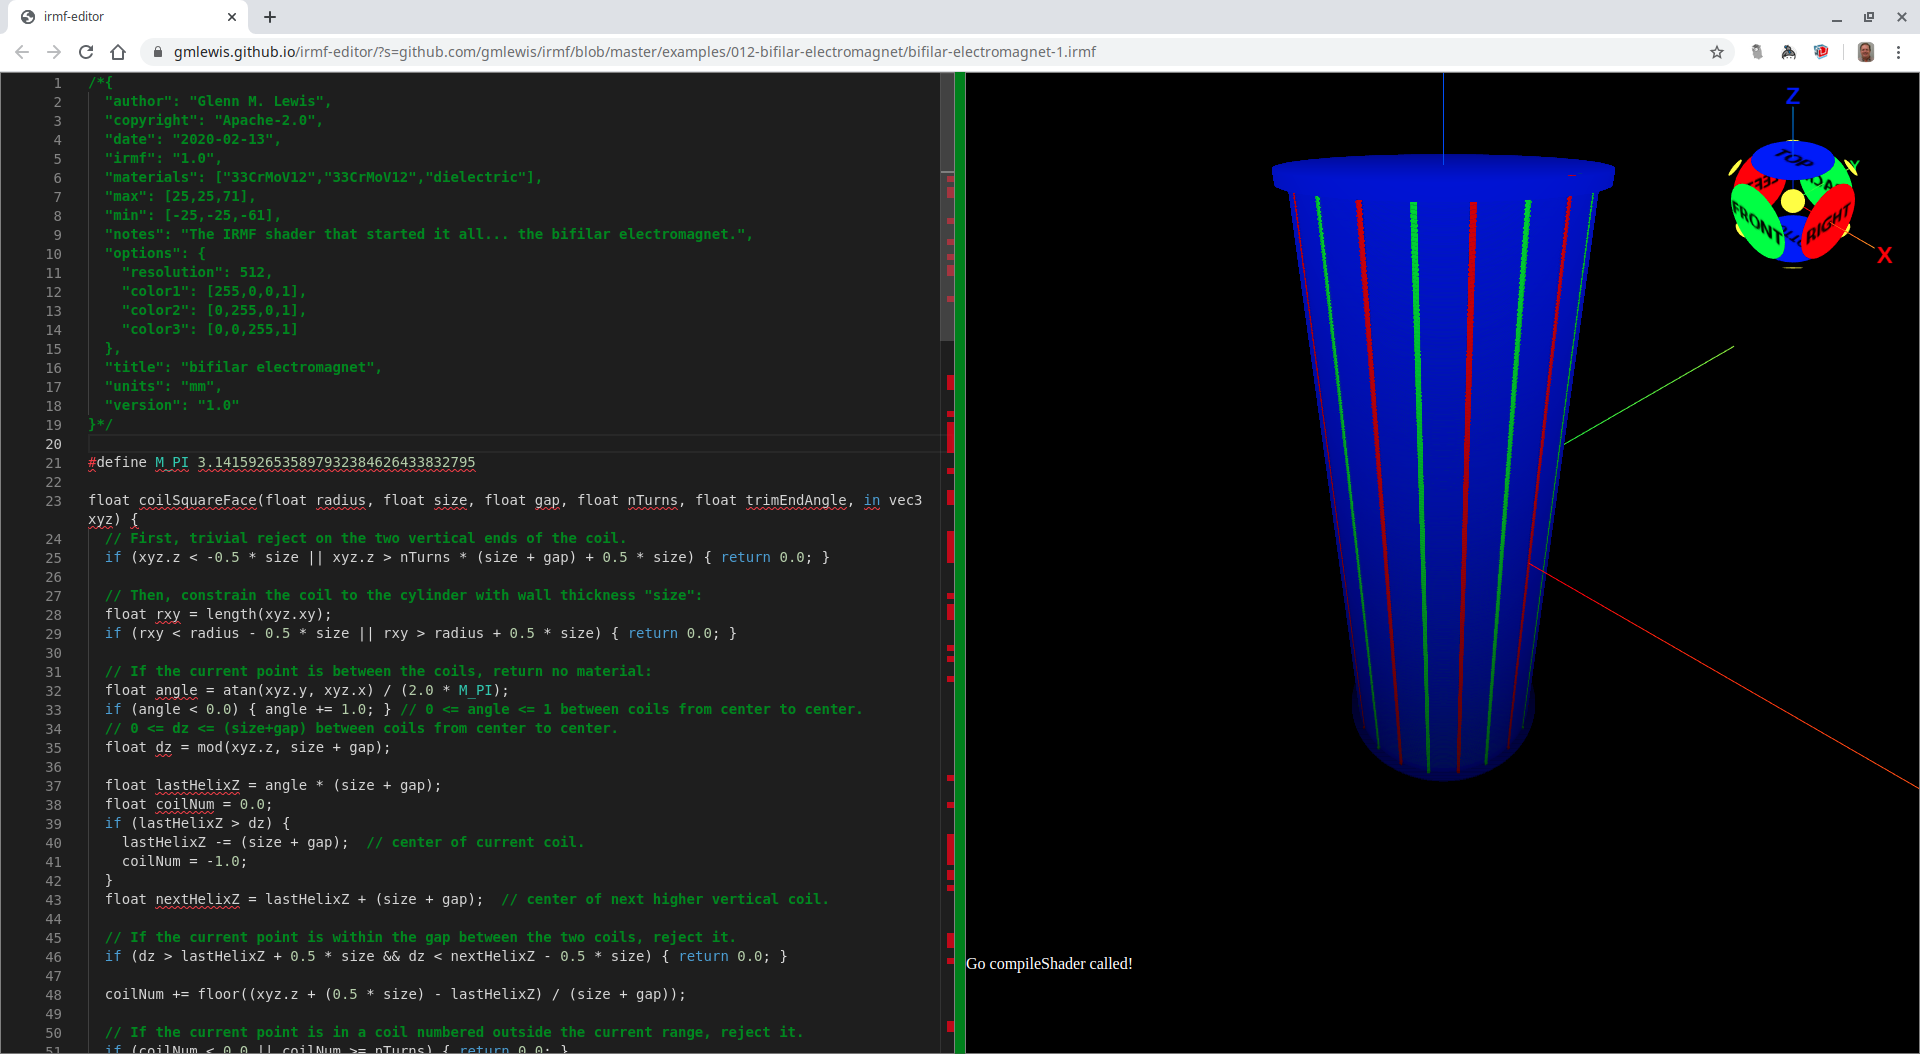 irmf-editor
gmlewis.github.io/irmf-editor/?s=github.com/gmlewis/irmf/blob/master/examples/012-bifilar-electromagnet/bifilar-electromagnet-1.irmf
1 /*{
2 "author": "Glenn M. Lewis",
3 "copyright": "Apache-2.0",
4 "date": "2020-02-13",
5 "irmf": "1.0",
6 "materials": ["33CrMoV12","33CrMoV12","dielectric"],
7 "max": [25,25,71],
8 "min": [-25,-25,-61],
9 "notes": "The IRMF shader that started it all... the bifilar electromagnet.",
10 "options": {
11 "resolution": 512,
12 "color1": [255,0,0,1],
13 "color2": [0,255,0,1],
14 "color3": [0,0,255,1]
15 },
16 "title": "bifilar electromagnet",
17 "units": "mm",
18 "version": "1.0"
19 }*/
20
21 #define M_PI 3.1415926535897932384626433832795
22
23 float coilSquareFace(float radius, float size, float gap, float nTurns, float trimEndAngle, in vec3
xyz) {
24 // First, trivial reject on the two vertical ends of the coil.
25 if (xyz.z < -0.5 * size || xyz.z > nTurns * (size + gap) + 0.5 * size) { return 0.0; }
26
27 // Then, constrain the coil to the cylinder with wall thickness "size":
28 float rxy = length(xyz.xy);
29 if (rxy < radius - 0.5 * size || rxy > radius + 0.5 * size) { return 0.0; }
30
31 // If the current point is between the coils, return no material:
32 float angle = atan(xyz.y, xyz.x) / (2.0 * M_PI);
33 if (angle < 0.0) { angle += 1.0; } // 0 <= angle <= 1 between coils from center to center.
34 // 0 <= dz <= (size+gap) between coils from center to center.
35 float dz = mod(xyz.z, size + gap);
36
37 float lastHelixZ = angle * (size + gap);
38 float coilNum = 0.0;
39 if (lastHelixZ > dz) {
40 lastHelixZ -= (size + gap);  // center of current coil.
41 coilNum = -1.0;
42 }
43 float nextHelixZ = lastHelixZ + (size + gap);  // center of next higher vertical coil.
44
45 // If the current point is within the gap between the two coils, reject it.
46 if (dz > lastHelixZ + 0.5 * size && dz < nextHelixZ - 0.5 * size) { return 0.0; }
47
48 coilNum += floor((xyz.z + (0.5 * size) - lastHelixZ) / (size + gap));
49
50 // If the current point is in a coil numbered outside the current range, reject it.
51 if (coilNum < 0.0 || coilNum >= nTurns) { return 0.0; }
Z
TOP
Y
FRONT
RIGHT
X
Go compileShader called!